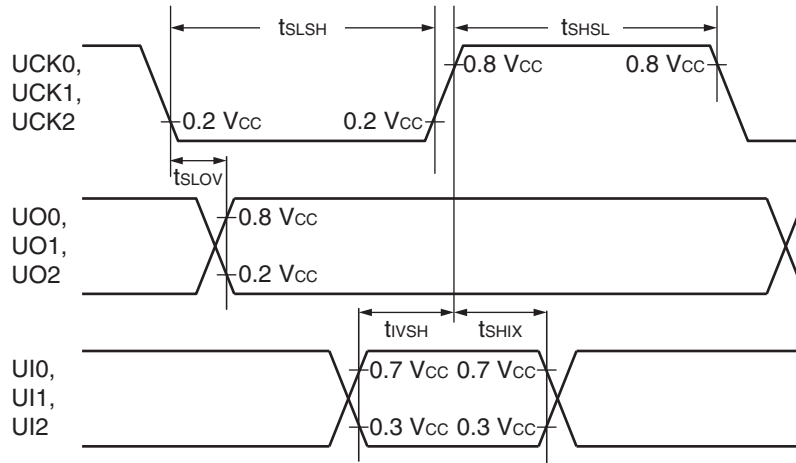 tSLSH tSHSL
UCK0, 0.8 VCC 0.8 VCC
UCK1,
UCK2 0.2 VCC 0.2 VCC
tSLOV
UO0, 0.8 VCC
UO1,
UO2 0.2 VCC
tIVSH tSHIX
UI0, 0.7 VCC 0.7 VCC
UI1,
UI2 0.3 VCC 0.3 VCC